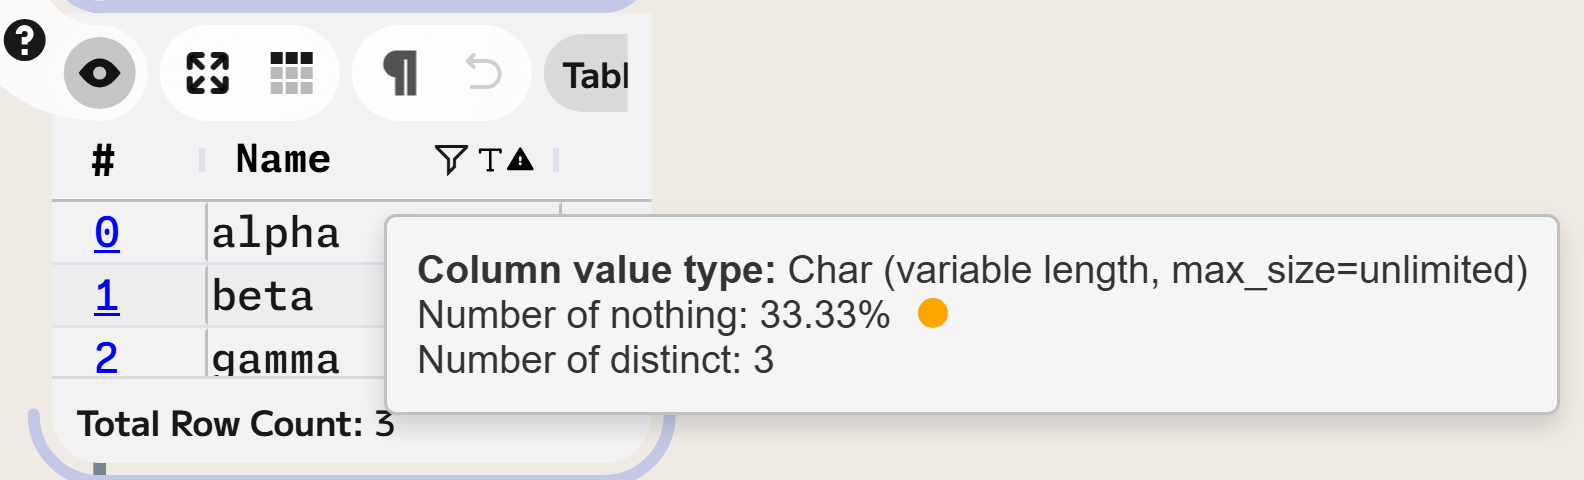 ?
Tabl
# Name T
0 alpha
1 beta
2 gamma
Column value type: Char (variable length, max_size=unlimited)
Number of nothing: 33.33%
Number of distinct: 3
Total Row Count: 3